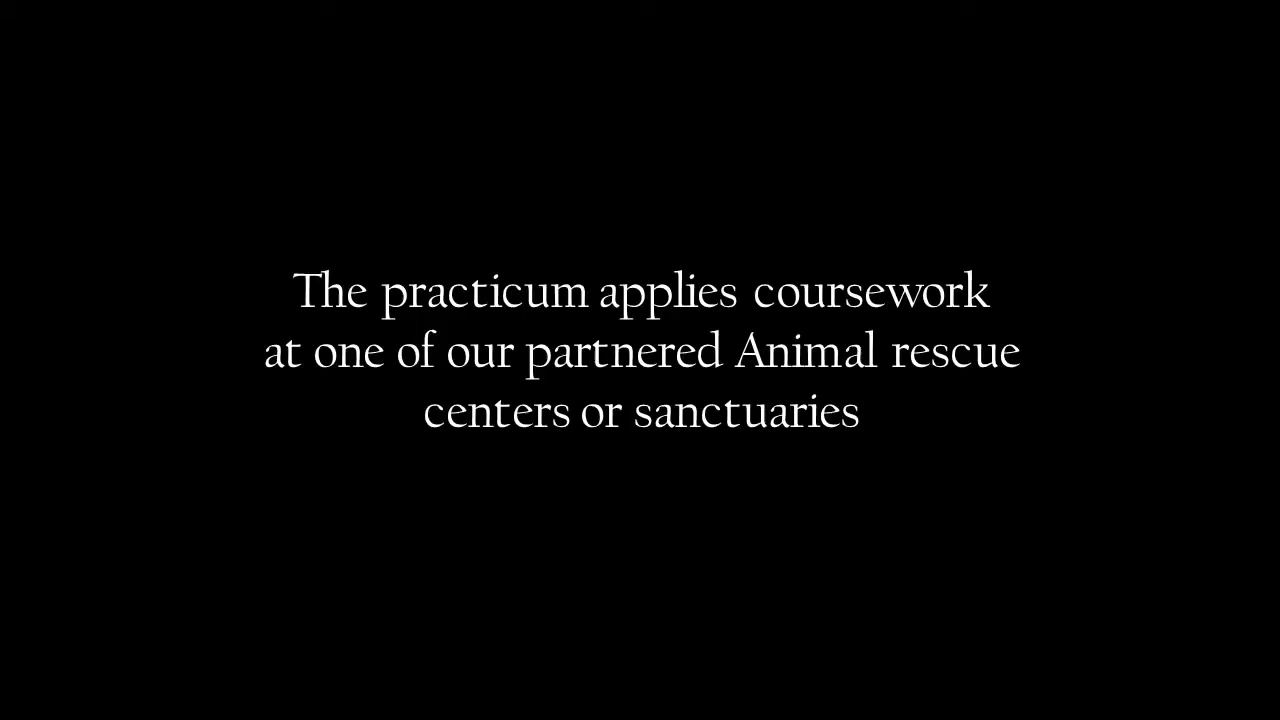 The practicum applies coursework
at one of our partnered Animal rescue
centers or sanctuaries